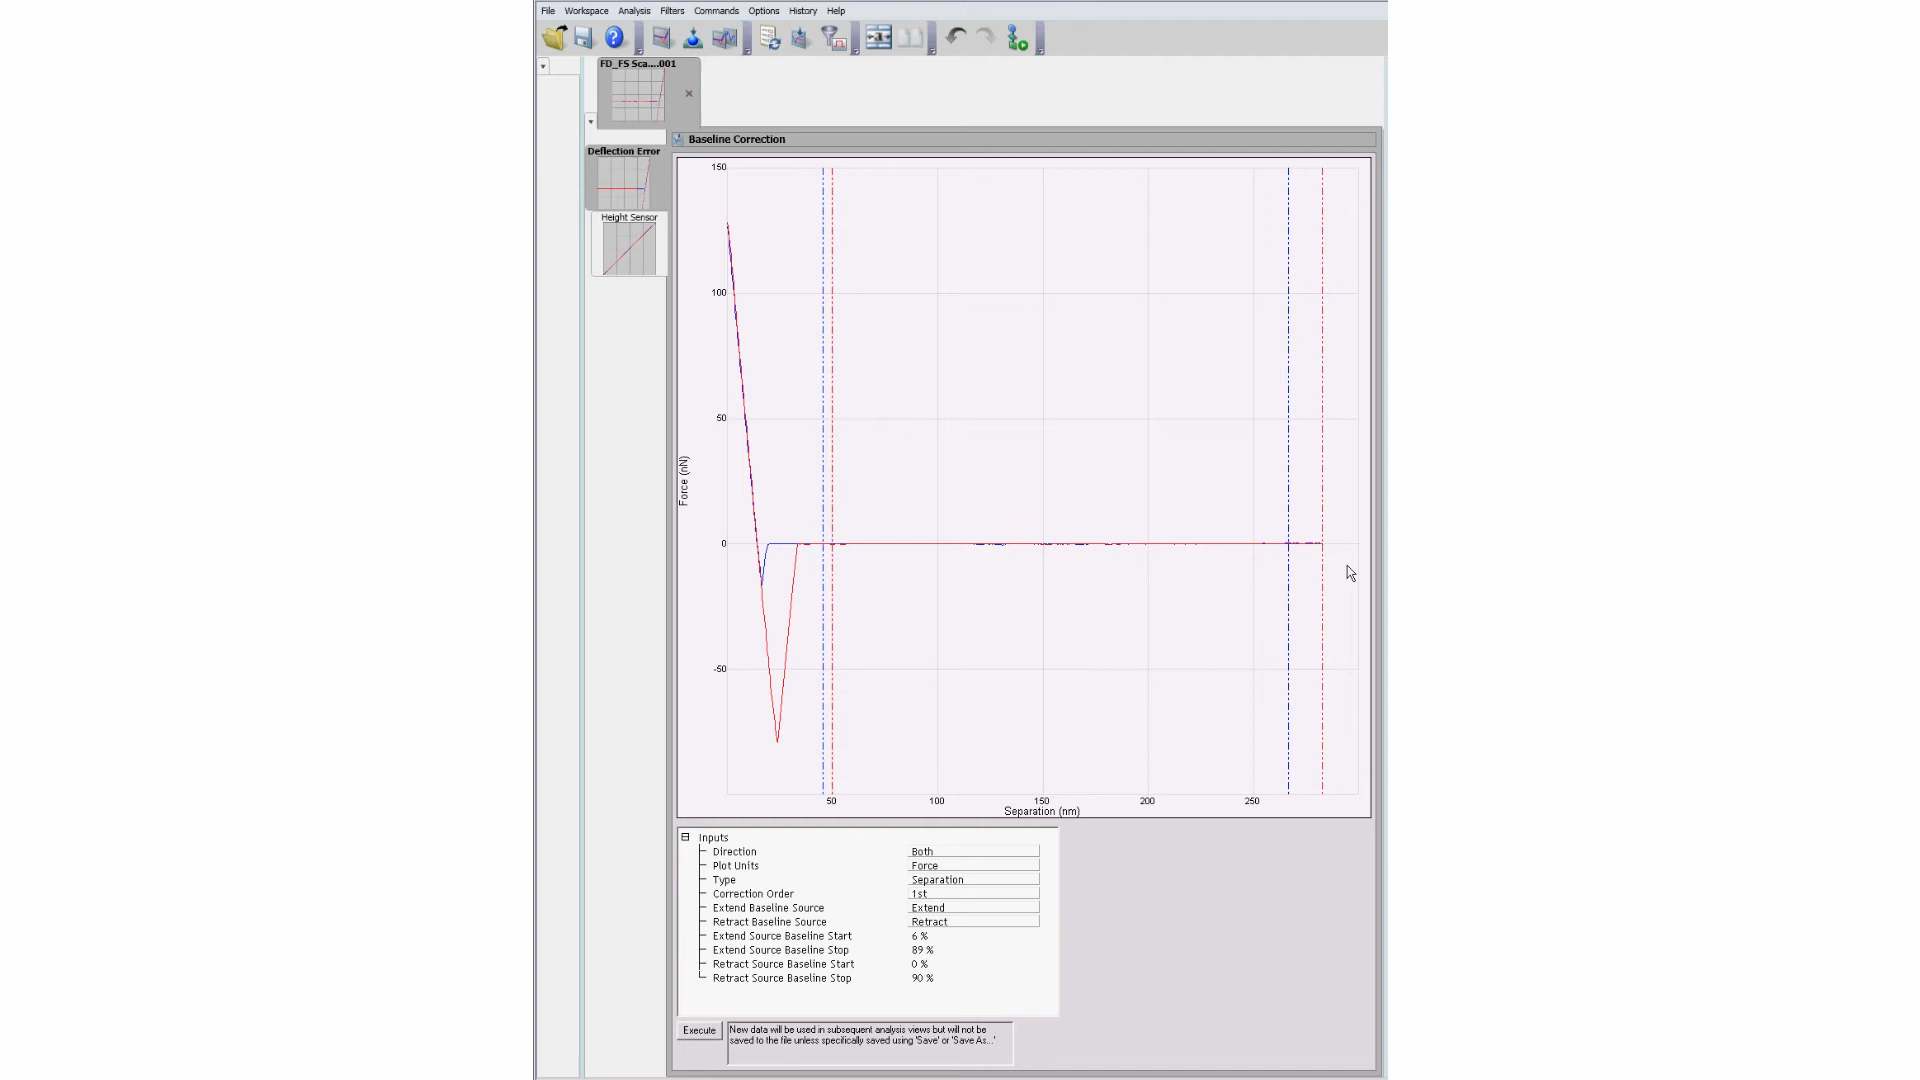 File Workspace Analysis Filters Commands Options History Help
FD_FS Sca....001
Deflection Error
Height Sensor
Baseline Correction
150
100
50
0
-50
Force (nN)
50 100 150 200 250
Separation (nm)
Inputs
Direction Both
Plot Units Force
Type Separation
Correction Order 1st
Extend Baseline Source Extend
Retract Baseline Source Retract
Extend Source Baseline Start 6 %
Extend Source Baseline Stop 89 %
Retract Source Baseline Start 0 %
Retract Source Baseline Stop 90 %
Execute
New data will be used in subsequent analysis views but will not be
saved to the file unless specifically saved using 'Save' or 'Save As...'